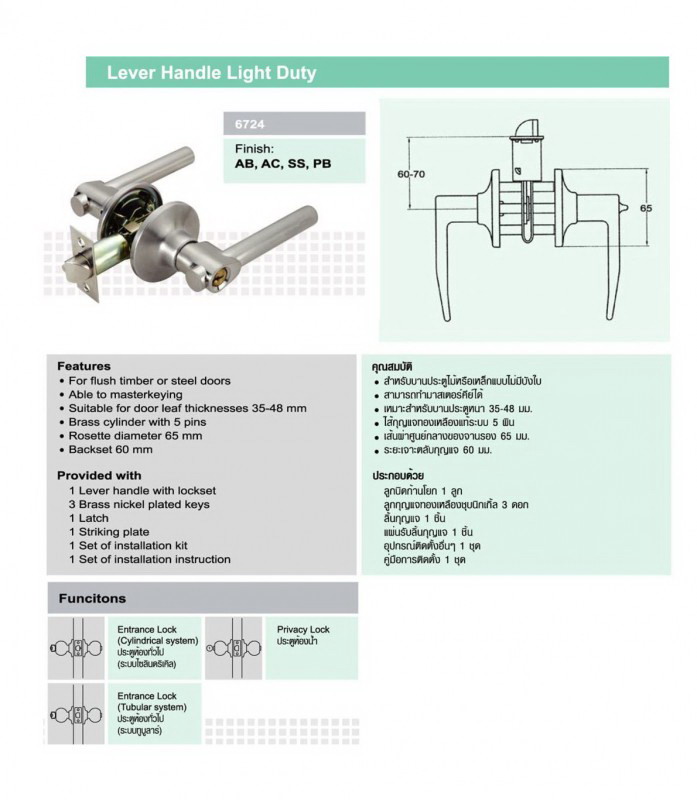 Lever Handle Light Duty
6724
Finish:
AB, AC, SS, PB
60-70
65
Features
• For flush timber or steel doors
• Able to masterkeying
• Suitable for door leaf thicknesses 35-48 mm
• Brass cylinder with 5 pins
• Rosette diameter 65 mm
• Backset 60 mm
Provided with
1 Lever handle with lockset
3 Brass nickel plated keys
1 Latch
1 Striking plate
1 Set of installation kit
1 Set of installation instruction
คุณสมบัติ
• สำหรับบานประตูไม้หรือเหล็กแบบไม่มีบังใบ
• สามารถทำมาสเตอร์คีย์ได้
• เหมาะสำหรับบานประตูหนา 35-48 มม.
• ไส้กุญแจทองเหลืองแท้ระบบ 5 พิน
• เส้นผ่าศูนย์กลางของจานรอง 65 มม.
• ระยะเจาะตลับกุญแจ 60 มม.
ประกอบด้วย
ลูกบิดก้านโยก 1 ลูก
ลูกกุญแจทองเหลืองชุบนิกเกิ้ล 3 ดอก
ลิ้นกุญแจ 1 ชิ้น
แผ่นรับลิ้นกุญแจ 1 ชิ้น
อุปกรณ์ติดตั้งอื่นๆ 1 ชุด
คู่มือการติดตั้ง 1 ชุด
Funcitons
Entrance Lock
(Cylindrical system)
ประตูห้องทั่วไป
(ระบบไซลินดริเคิล)
Privacy Lock
ประตูห้องน้ำ
Entrance Lock
(Tubular system)
ประตูห้องทั่วไป
(ระบบทูบูลาร์)